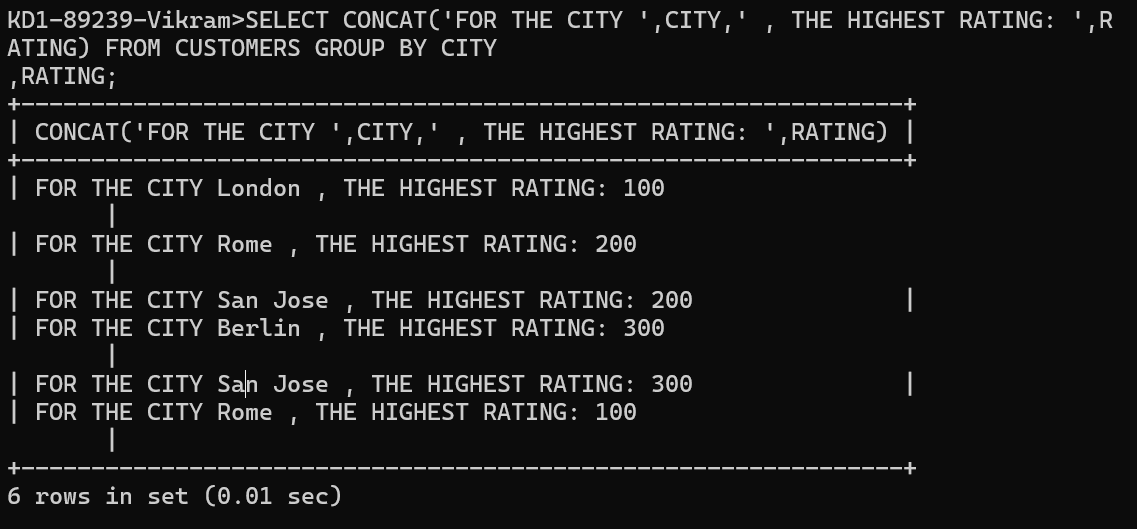 KD1-89239-Vikram>SELECT CONCAT('FOR THE CITY ',CITY,' , THE HIGHEST RATING: ',R
ATING) FROM CUSTOMERS GROUP BY CITY
,RATING;
+---------------------------------------------------------------+
| CONCAT('FOR THE CITY ',CITY,' , THE HIGHEST RATING: ',RATING) |
+---------------------------------------------------------------+
| FOR THE CITY London , THE HIGHEST RATING: 100
       |
| FOR THE CITY Rome , THE HIGHEST RATING: 200
       |
| FOR THE CITY San Jose , THE HIGHEST RATING: 200               |
| FOR THE CITY Berlin , THE HIGHEST RATING: 300
       |
| FOR THE CITY San Jose , THE HIGHEST RATING: 300               |
| FOR THE CITY Rome , THE HIGHEST RATING: 100
       |
+---------------------------------------------------------------+
6 rows in set (0.01 sec)